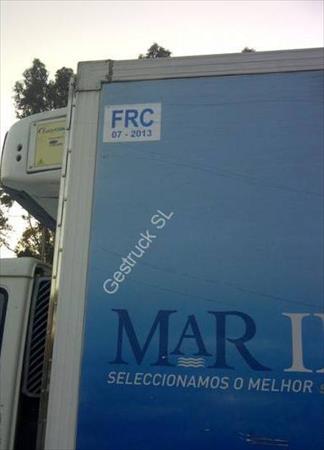 FRC
07 - 2013
Gestruck SL
MAR
SELECCIONAMOS O MELHOR